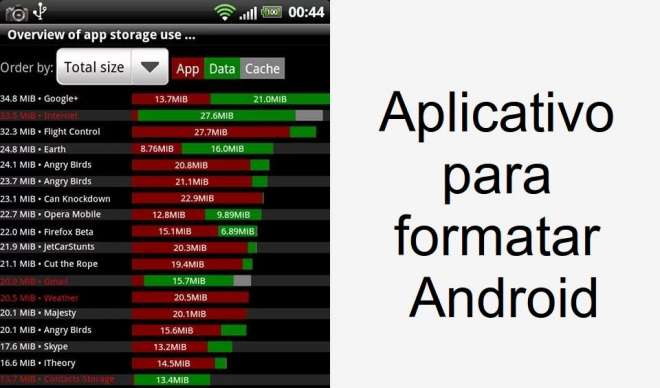 00:44
Overview of app storage use ...
Order by: Total size App Data Cache
34.8 MiB • Google+ 13.7MiB 21.0MiB
33.5 MiB • Internet 27.6MiB
32.3 MiB • Flight Control 27.7MiB
24.8 MiB • Earth 8.76MiB 16.0MiB
24.1 MiB • Angry Birds 20.8MiB
23.7 MiB • Angry Birds 21.1MiB
23.1 MiB • Can Knockdown 22.9MiB
22.7 MiB • Opera Mobile 12.8MiB 9.89MiB
22.0 MiB • Firefox Beta 15.1MiB 6.89MiB
21.9 MiB • JetCarStunts 20.3MiB
21.1 MiB • Cut the Rope 19.4MiB
20.9 MiB • Gmail 15.7MiB
20.5 MiB • Weather 20.5MiB
20.1 MiB • Majesty 20.1MiB
20.1 MiB • Angry Birds 15.6MiB
17.6 MiB • Skype 13.2MiB
16.6 MiB • iTheory 14.5MiB
13.7 MiB • Contacts Storage 13.4MiB
Aplicativo
para
formatar
Android